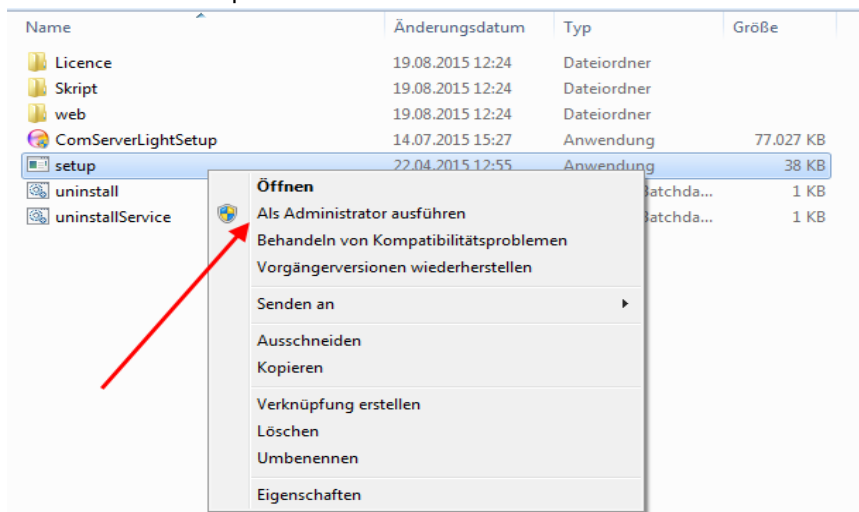 Name Änderungsdatum Typ Größe
Licence 19.08.2015 12:24 Dateiordner
Skript 19.08.2015 12:24 Dateiordner
web 19.08.2015 12:24 Dateiordner
ComServerLightSetup 14.07.2015 15:27 Anwendung 77.027 KB
setup 22.04.2015 12:55 Anwendung 38 KB
uninstall Batchda... 1 KB
uninstallService Batchda... 1 KB
Öffnen
Als Administrator ausführen
Behandeln von Kompatibilitätsproblemen
Vorgängerversionen wiederherstellen
Senden an
Ausschneiden
Kopieren
Verknüpfung erstellen
Löschen
Umbenennen
Eigenschaften